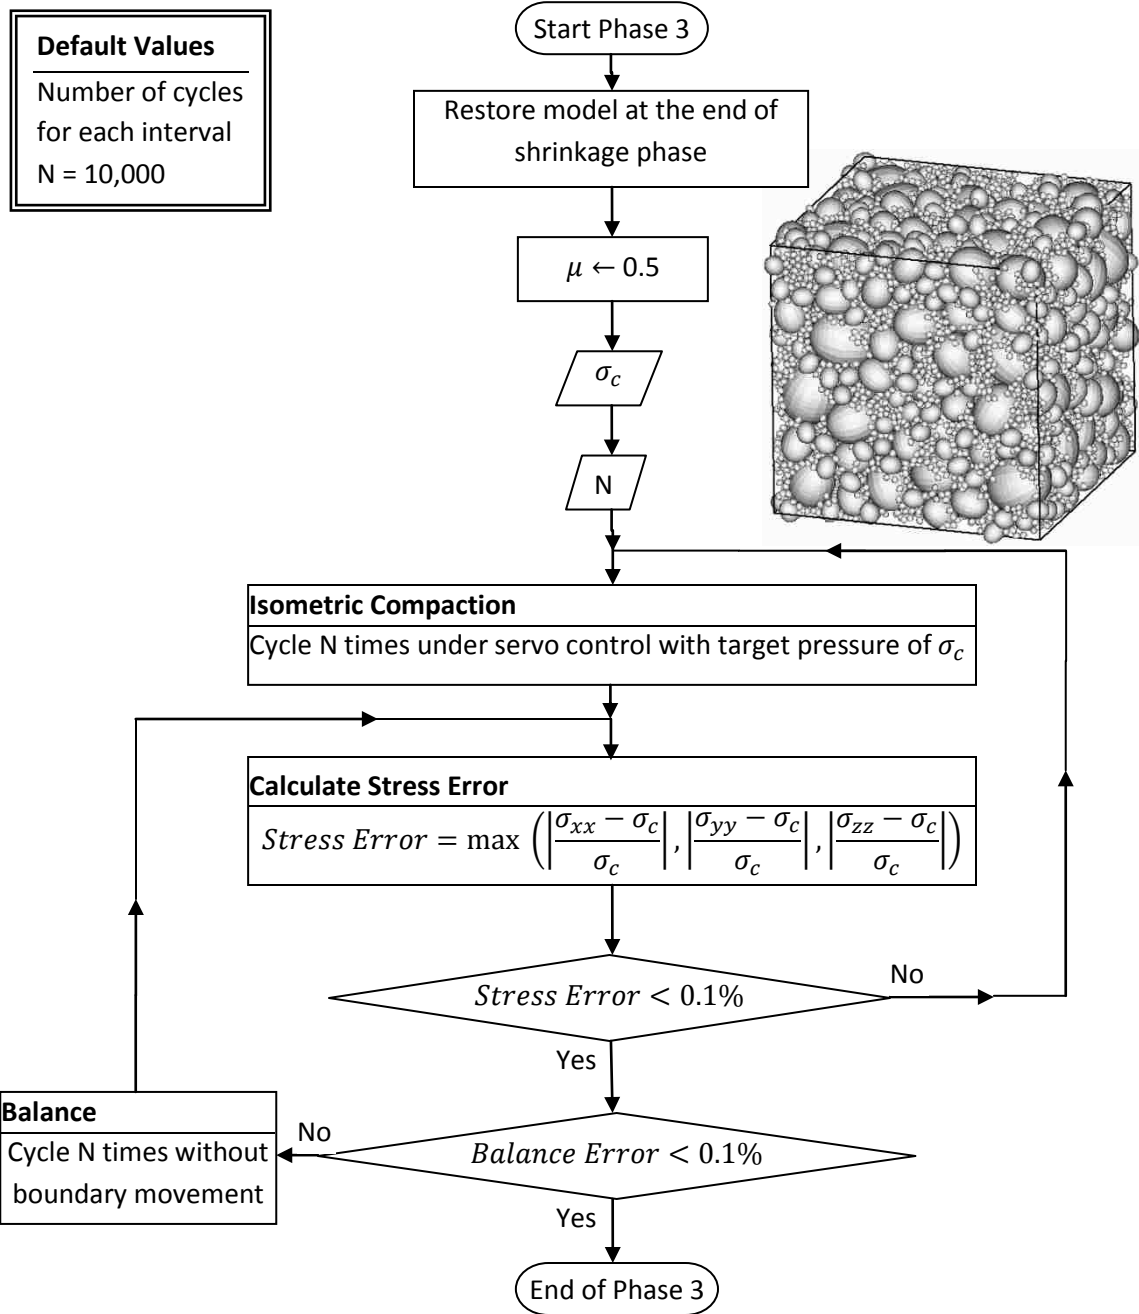 Default Values
Number of cycles
for each interval
N = 10,000
Start Phase 3
Restore model at the end of
shrinkage phase
μ ← 0.5
σ_c
N
Isometric Compaction
Cycle N times under servo control with target pressure of σ_c
Calculate Stress Error
Stress Error = max (|σ_xx − σ_c / σ_c|, |σ_yy − σ_c / σ_c|, |σ_zz − σ_c / σ_c|)
Stress Error < 0.1%
No
Yes
Balance
Cycle N times without
boundary movement
No
Balance Error < 0.1%
Yes
End of Phase 3